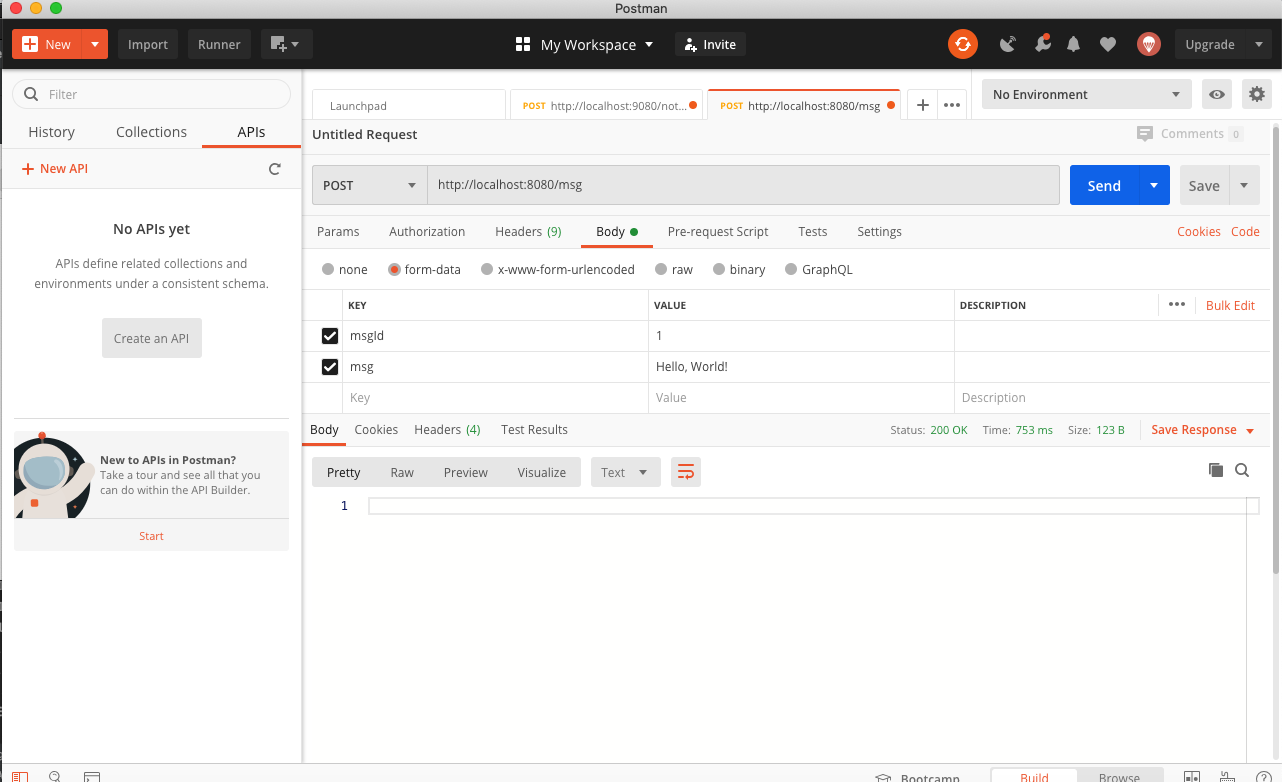 Postman
New
Import
Runner
My Workspace
Invite
Upgrade
Filter
History Collections APIs
New API
No APIs yet
APIs define related collections and
environments under a consistent schema.
Create an API
New to APIs in Postman?
Take a tour and see all that you
can do within the API Builder.
Start
Launchpad
POST http://localhost:9080/not...
POST http://localhost:8080/msg
No Environment
Untitled Request
Comments 0
POST http://localhost:8080/msg
Send
Save
Params Authorization Headers (9) Body Pre-request Script Tests Settings Cookies Code
none form-data x-www-form-urlencoded raw binary GraphQL
KEY VALUE DESCRIPTION Bulk Edit
msgId 1
msg Hello, World!
Key Value Description
Body Cookies Headers (4) Test Results Status: 200 OK Time: 753 ms Size: 123 B Save Response
Pretty Raw Preview Visualize Text
1
Bootcamp Build Browse